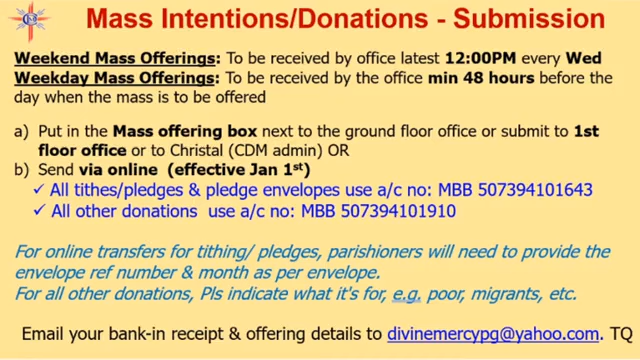 Mass Intentions/Donations - Submission
Weekend Mass Offerings: To be received by office latest 12:00PM every Wed
Weekday Mass Offerings: To be received by the office min 48 hours before the
day when the mass is to be offered
a) Put in the Mass offering box next to the ground floor office or submit to 1st
floor office or to Christal (CDM admin) OR
b) Send via online (effective Jan 1st)
✓ All tithes/pledges & pledge envelopes use a/c no: MBB 507394101643
✓ All other donations use a/c no: MBB 507394101910
For online transfers for tithing/ pledges, parishioners will need to provide the
envelope ref number & month as per envelope.
For all other donations, Pls indicate what it's for, e.g. poor, migrants, etc.
Email your bank-in receipt & offering details to divinemercypg@yahoo.com. TQ